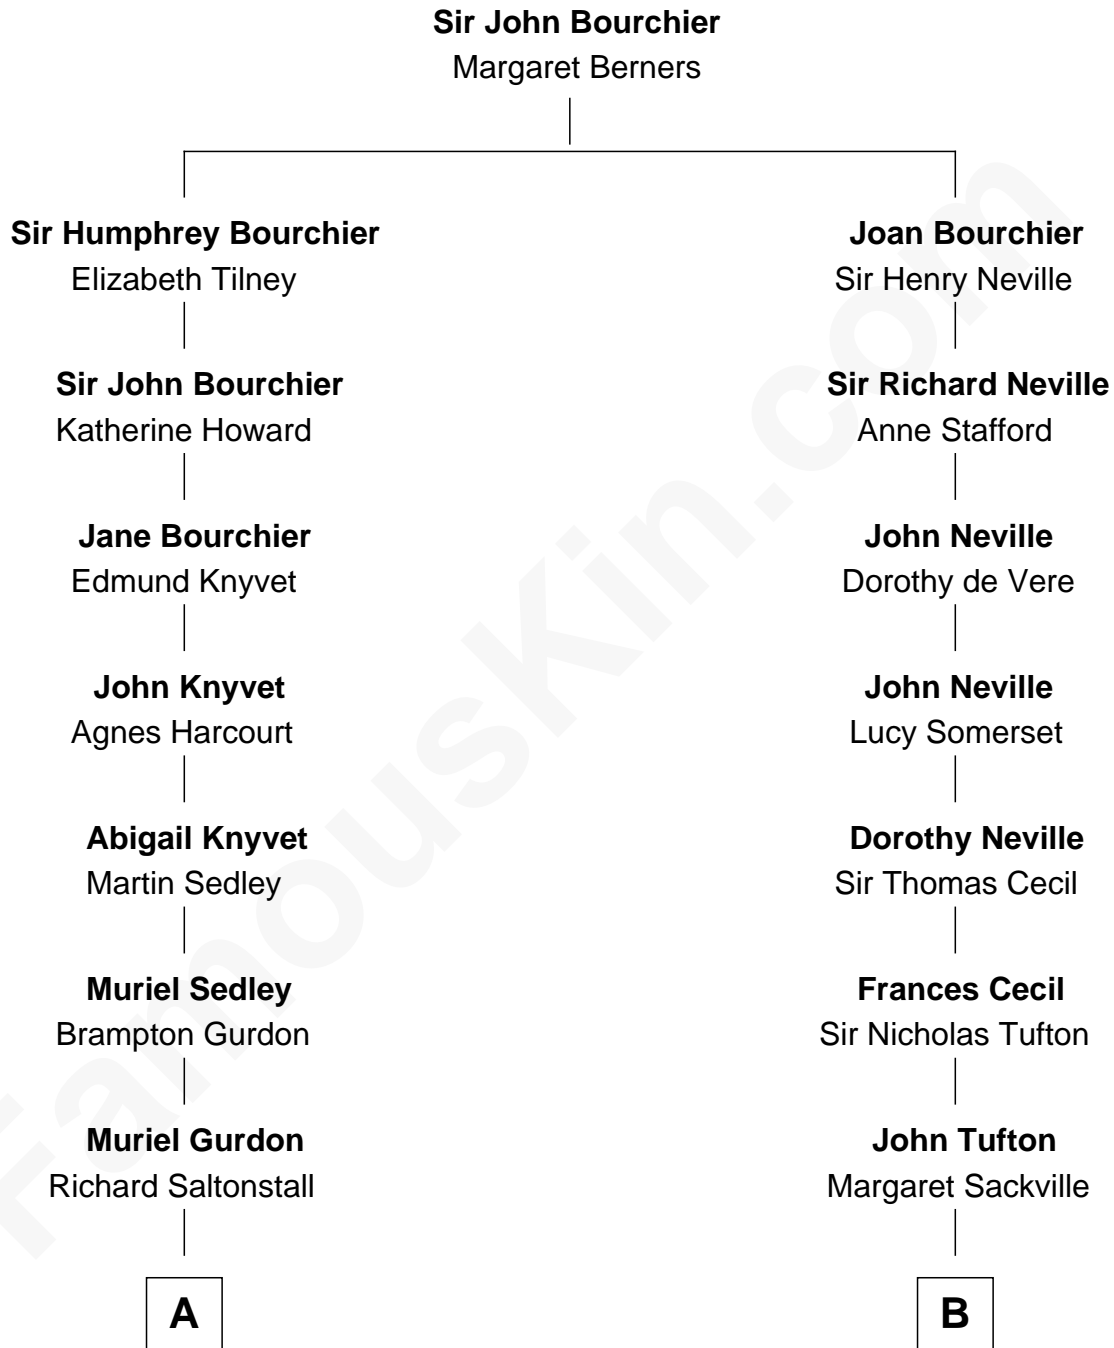 Sir John Bourchier
Margaret Berners
Sir Humphrey Bourchier
Elizabeth Tilney
Joan Bourchier
Sir Henry Neville
Sir John Bourchier
Katherine Howard
Sir Richard Neville
Anne Stafford
Jane Bourchier
Edmund Knyvet
John Neville
Dorothy de Vere
John Knyvet
Agnes Harcourt
John Neville
Lucy Somerset
Abigail Knyvet
Martin Sedley
Dorothy Neville
Sir Thomas Cecil
Muriel Sedley
Brampton Gurdon
Frances Cecil
Sir Nicholas Tufton
Muriel Gurdon
Richard Saltonstall
John Tufton
Margaret Sackville
A
B
FamousKin.com